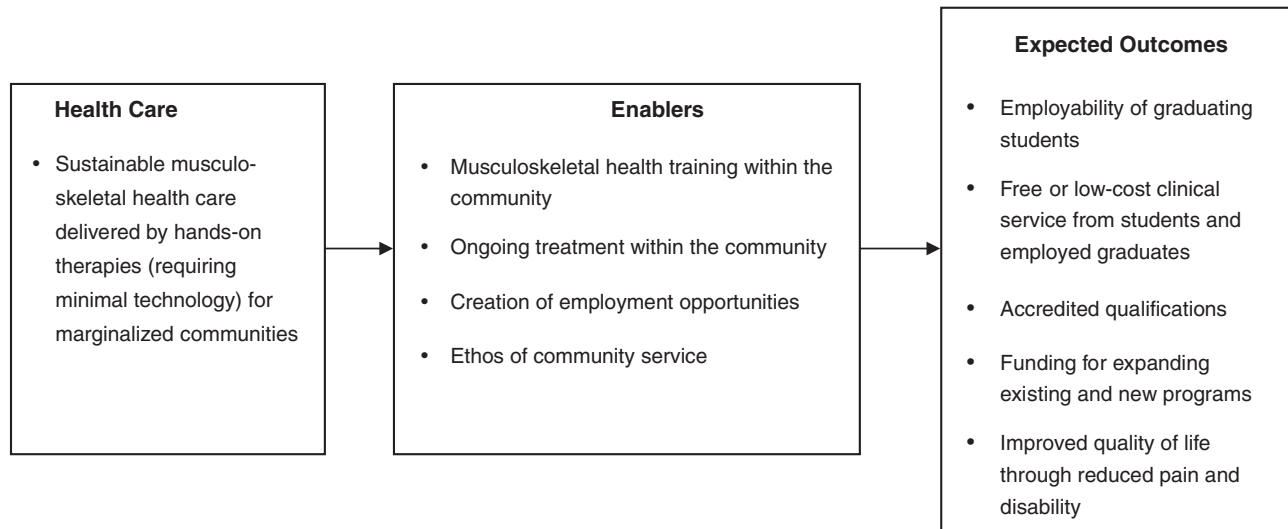 Health Care
• Sustainable musculo-
skeletal health care
delivered by hands-on
therapies (requiring
minimal technology) for
marginalized communities
Enablers
• Musculoskeletal health training within the
community
• Ongoing treatment within the community
• Creation of employment opportunities
• Ethos of community service
Expected Outcomes
• Employability of graduating
students
• Free or low-cost clinical
service from students and
employed graduates
• Accredited qualifications
• Funding for expanding
existing and new programs
• Improved quality of life
through reduced pain and
disability